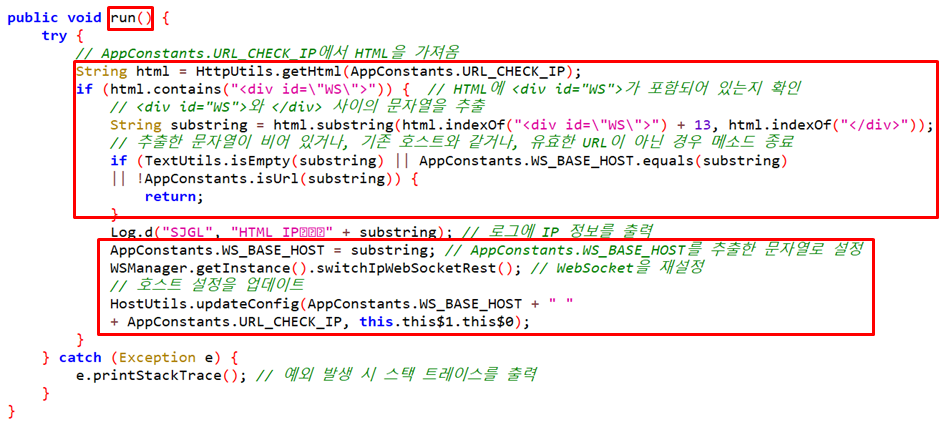 public void run() {
try {
// AppConstants.URL_CHECK_IP에서 HTML을 가져옴
String html = HttpUtils.getHtml(AppConstants.URL_CHECK_IP);
if (html.contains("<div id=\"WS\">")) { // HTML에 <div id="WS">가 포함되어 있는지 확인
// <div id="WS">와 </div> 사이의 문자열을 추출
String substring = html.substring(html.indexOf("<div id=\"WS\">") + 13, html.indexOf("</div>"));
// 추출한 문자열이 비어 있거나, 기존 호스트와 같거나, 유효한 URL이 아닌 경우 메소드 종료
if (TextUtils.isEmpty(substring) || AppConstants.WS_BASE_HOST.equals(substring)
|| !AppConstants.isUrl(substring)) {
return;
}
Log.d("SJGL", "HTML_IP" + substring); // 로그에 IP 정보를 출력
AppConstants.WS_BASE_HOST = substring; // AppConstants.WS_BASE_HOST를 추출한 문자열로 설정
WSManager.getInstance().switchIpWebSocketRest(); // WebSocket을 재설정
// 호스트 설정을 업데이트
HostUtils.updateConfig(AppConstants.WS_BASE_HOST + " "
+ AppConstants.URL_CHECK_IP, this.this$1.this$0);
}
} catch (Exception e) {
e.printStackTrace(); // 예외 발생 시 스택 트레이스를 출력
}
}